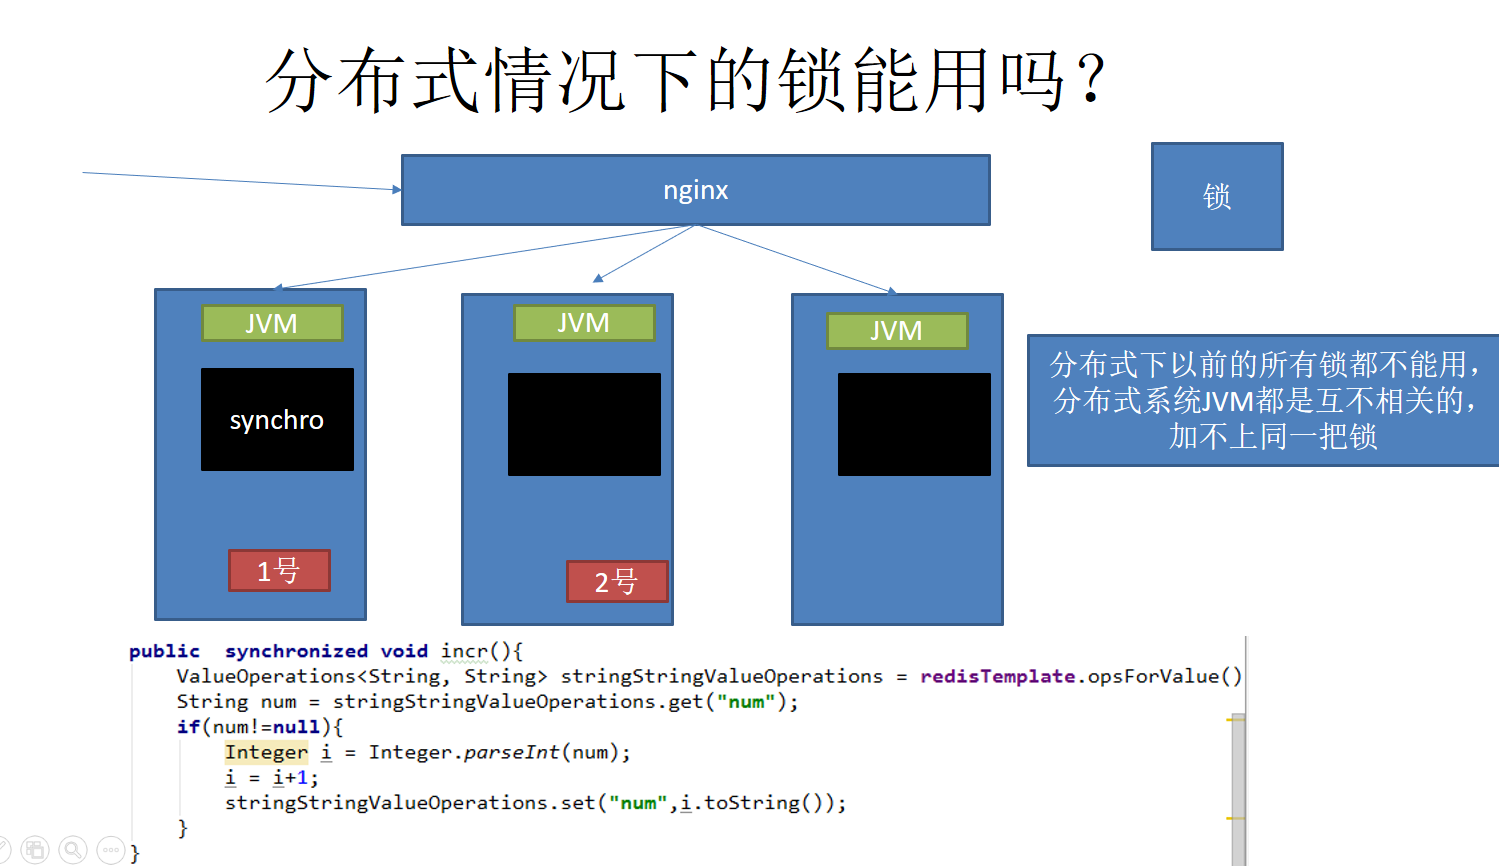 分布式情况下的锁能用吗?
nginx
锁
JVM
JVM
JVM
synchro
分布式下以前的所有锁都不能用，
分布式系统JVM都是互不相关的，
加不上同一把锁
1号
2号
public  synchronized void incr(){
    ValueOperations<String, String> stringStringValueOperations = redisTemplate.opsForValue()
    String num = stringStringValueOperations.get("num");
    if(num!=null){
        Integer i = Integer.parseInt(num);
        i = i+1;
        stringStringValueOperations.set("num",i.toString());
    }
}